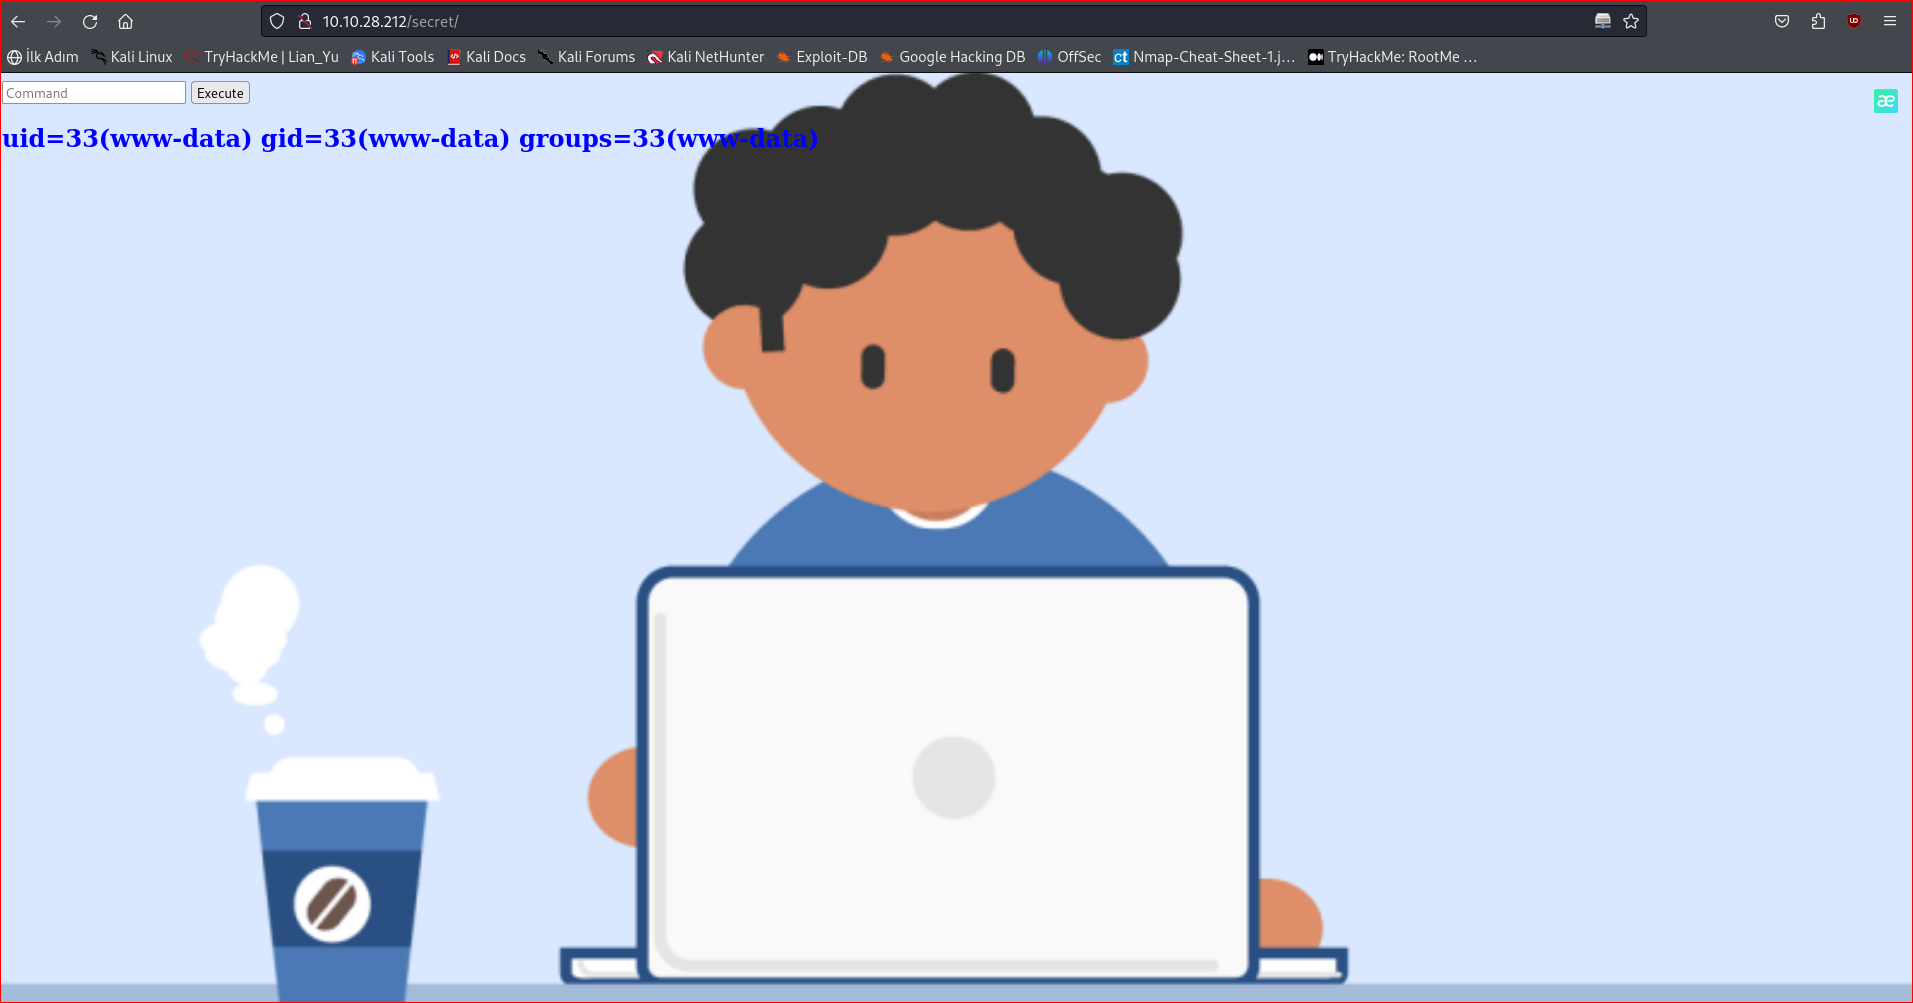 10.10.28.212/secret/
İlk Adım Kali Linux TryHackMe | Lian_Yu Kali Tools Kali Docs Kali Forums Kali NetHunter Exploit-DB Google Hacking DB OffSec ct Nmap-Cheat-Sheet-1.j… TryHackMe: RootMe …
Command Execute
æ
uid=33(www-data) gid=33(www-data) groups=33(www-data)